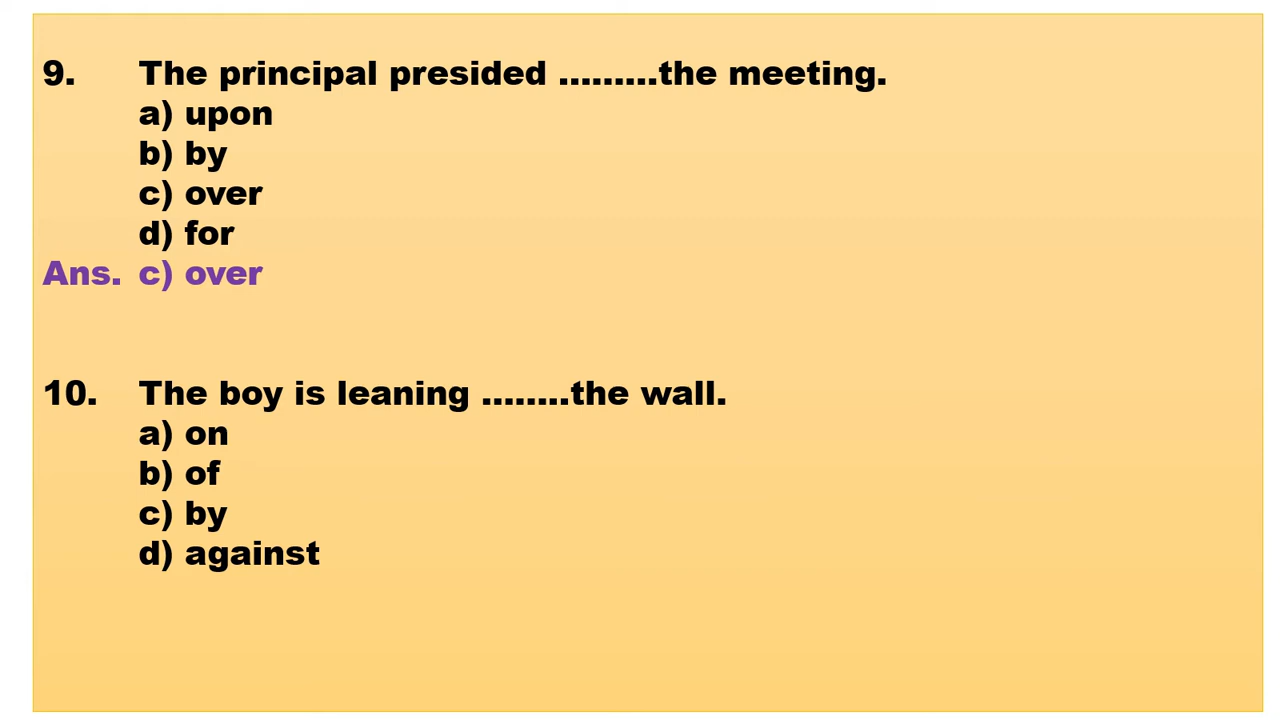 9. The principal presided .........the meeting.
a) upon
b) by
c) over
d) for
Ans. c) over
10. The boy is leaning ........the wall.
a) on
b) of
c) by
d) against